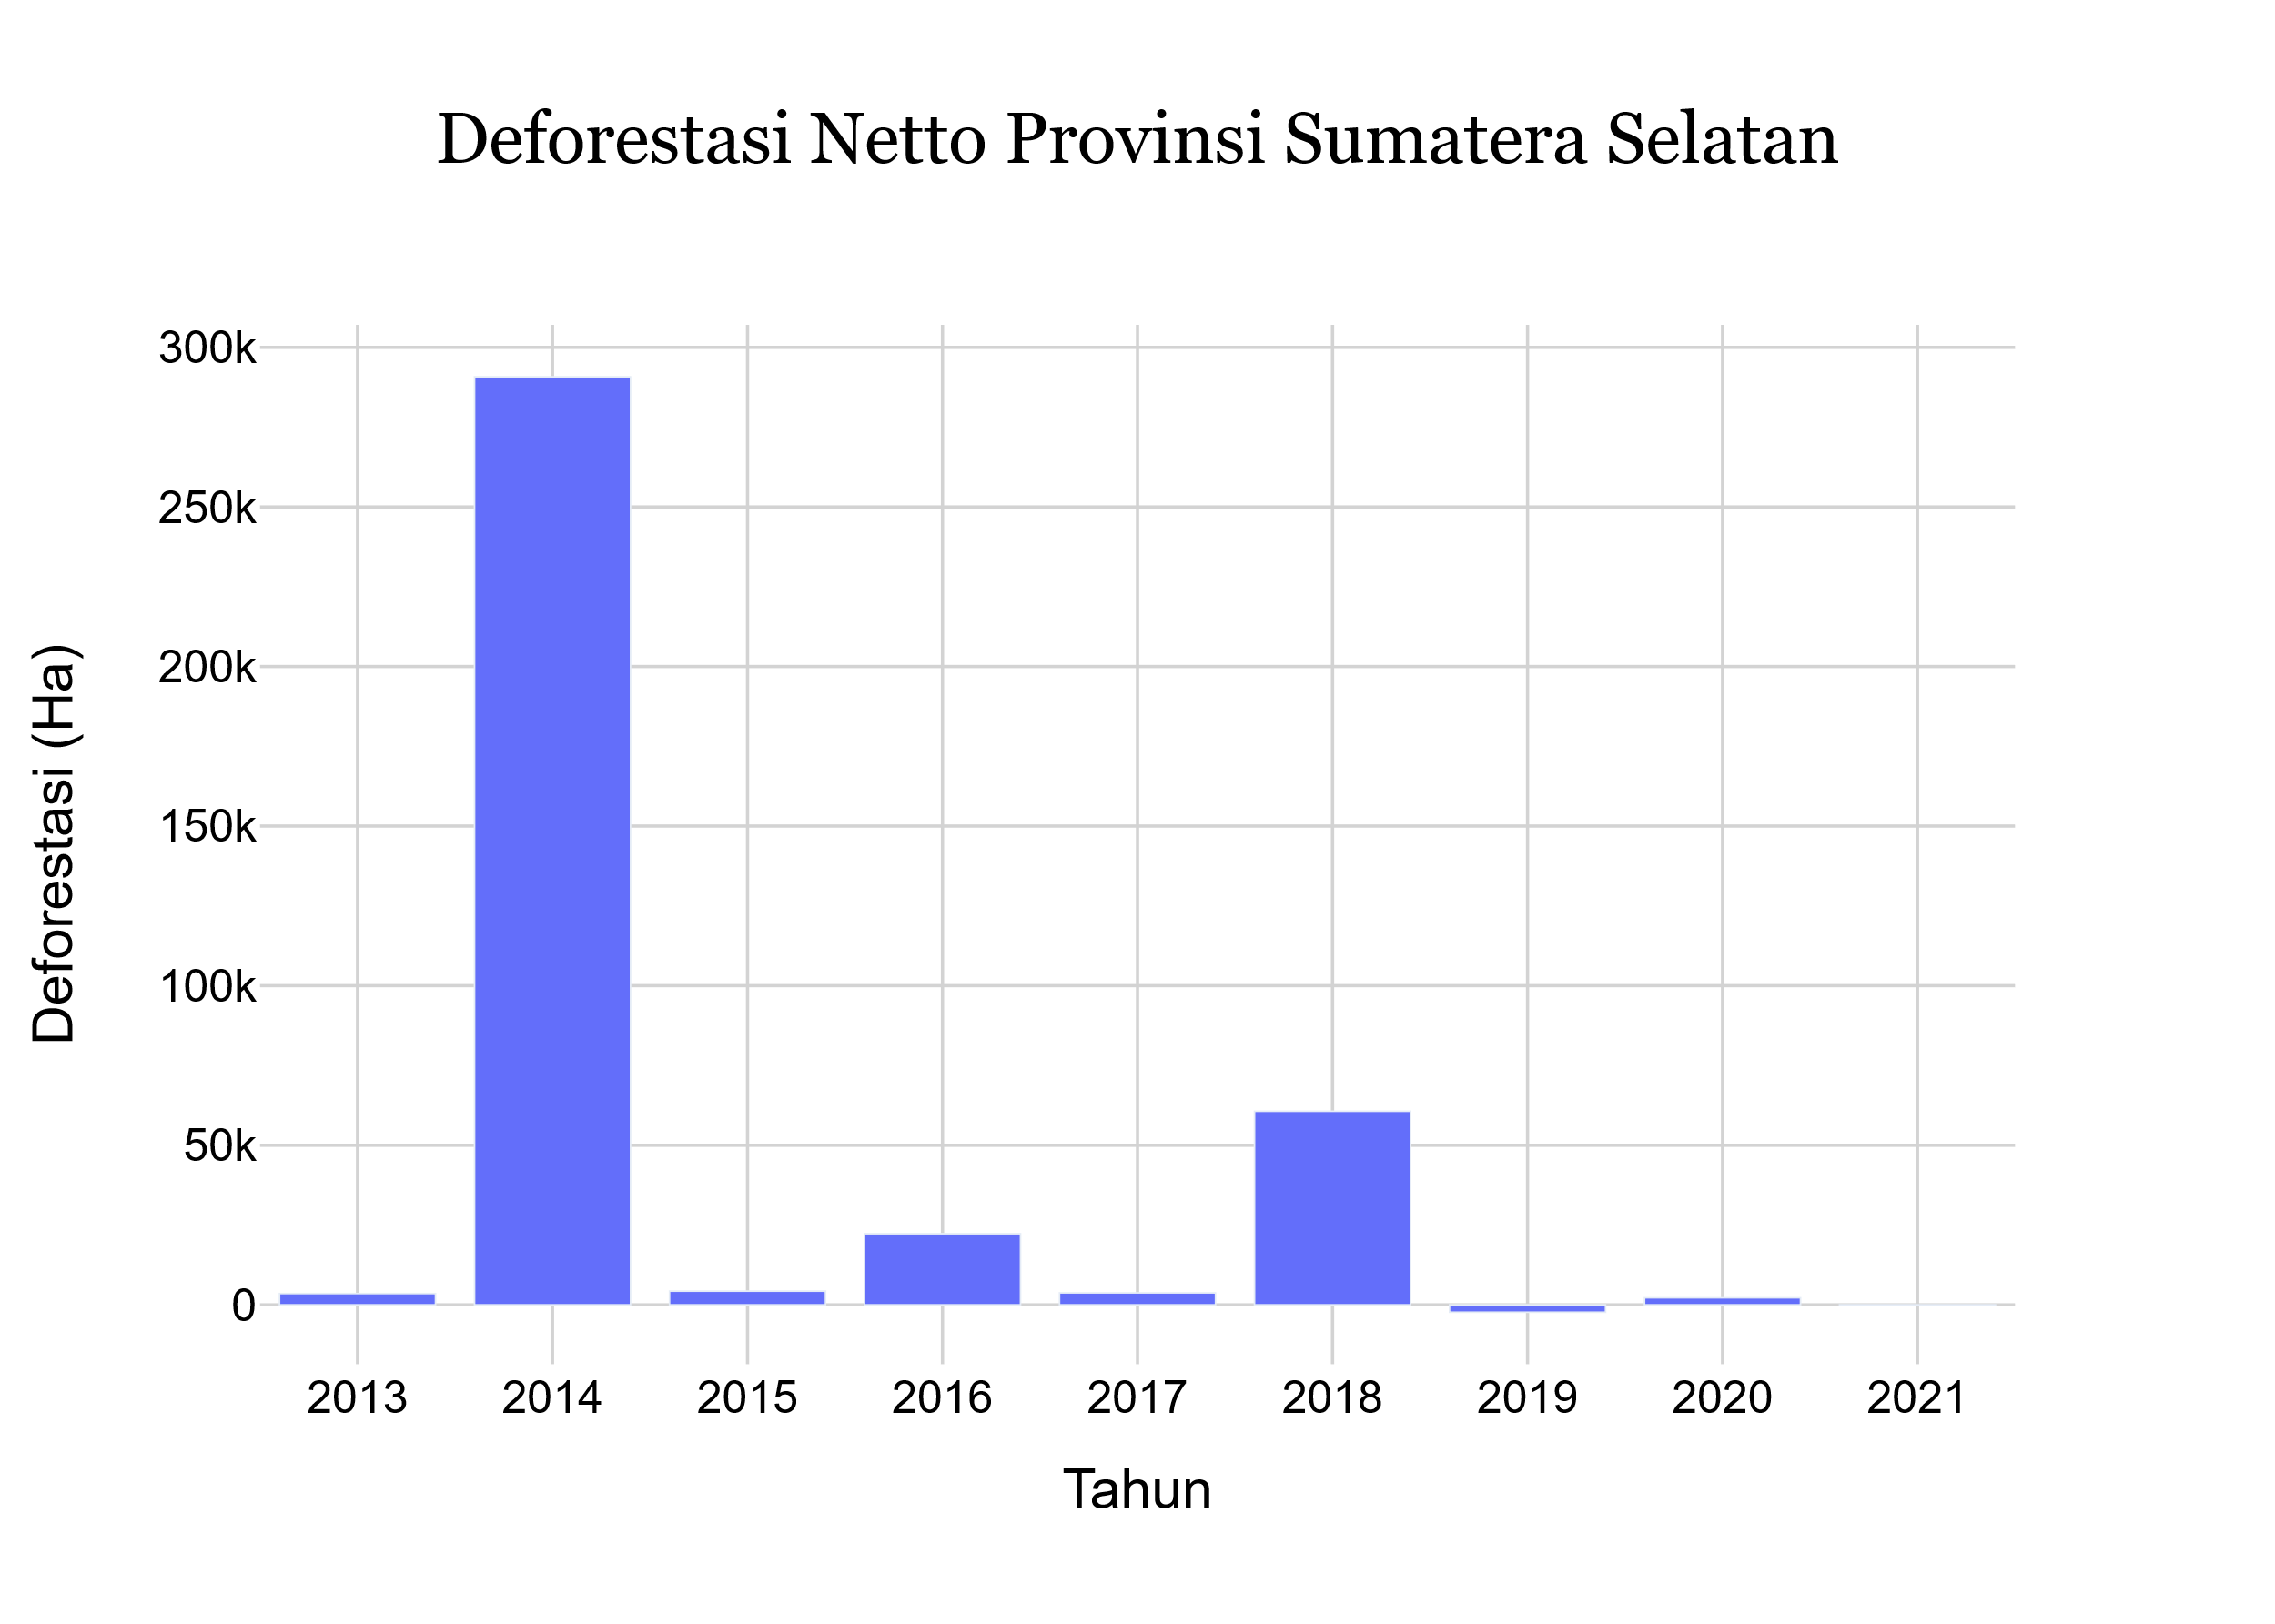 Deforestasi Netto Provinsi Sumatera Selatan
300k
250k
200k
150k
100k
50k
0
Deforestasi (Ha)
2013 2014 2015 2016 2017 2018 2019 2020 2021
Tahun